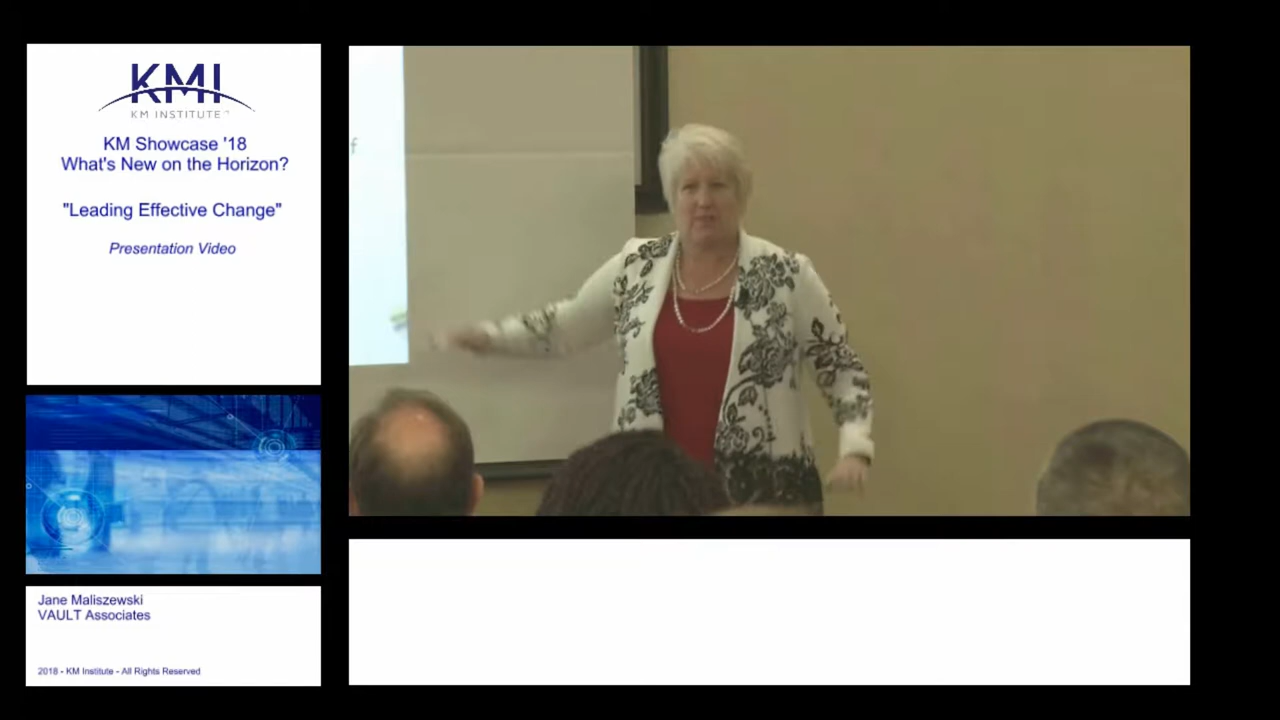 KMI
KM INSTITUTE
KM Showcase '18
What's New on the Horizon?
"Leading Effective Change"
Presentation Video
f
Jane Maliszewski
VAULT Associates
2018 - KM Institute - All Rights Reserved